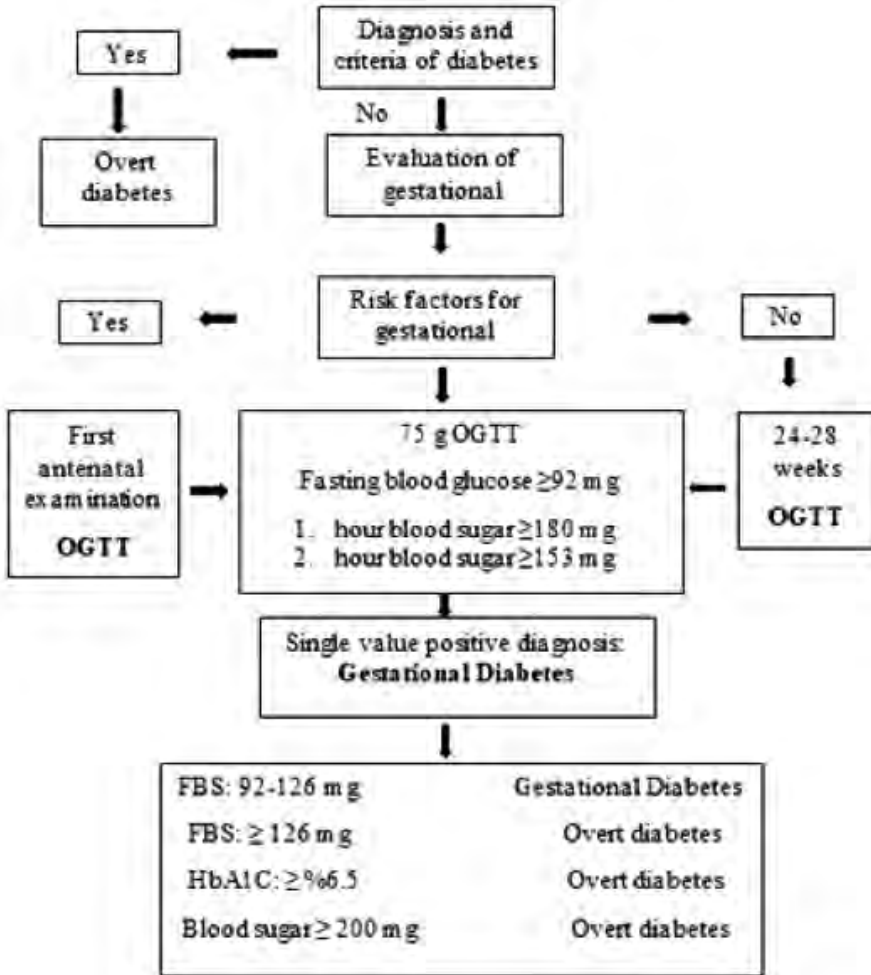 Yes
Diagnosis and
criteria of diabetes
No
Overt
diabetes
Evaluation of
gestational
Yes
Risk factors for
gestational
No
First
antenatal
examination
OGTT
75 g OGTT
Fasting blood glucose ≥92 mg
1. hour blood sugar ≥180 mg
2. hour blood sugar ≥153 mg
24-28
weeks
OGTT
Single value positive diagnosis:
Gestational Diabetes
FBS: 92-126 mg Gestational Diabetes
FBS: ≥ 126 mg Overt diabetes
HbA1C: ≥%6.5 Overt diabetes
Blood sugar ≥ 200 mg Overt diabetes